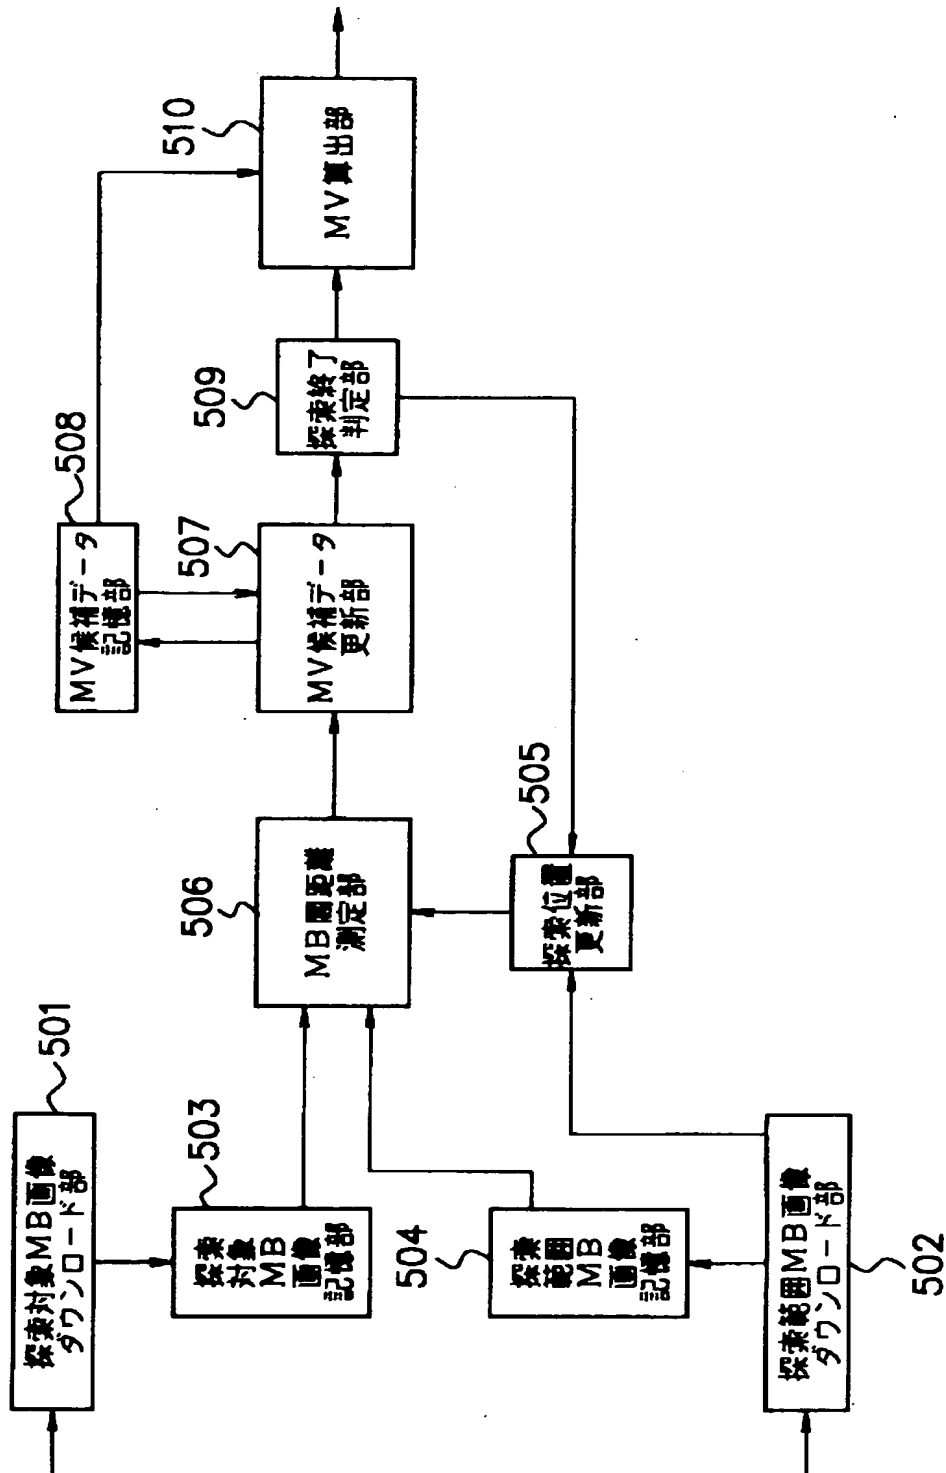 501
探索対象MB画像
ダウンロード部
503
探索
対象
MB
画像
記憶部
504
探索
範囲
MB
画像
記憶部
502
探索範囲MB画像
ダウンロード部
506
MB間距離
測定部
505
探索位置
更新部
508
MV候補データ
記憶部
507
MV候補データ
更新部
509
探索終了
判定部
510
MV算出部